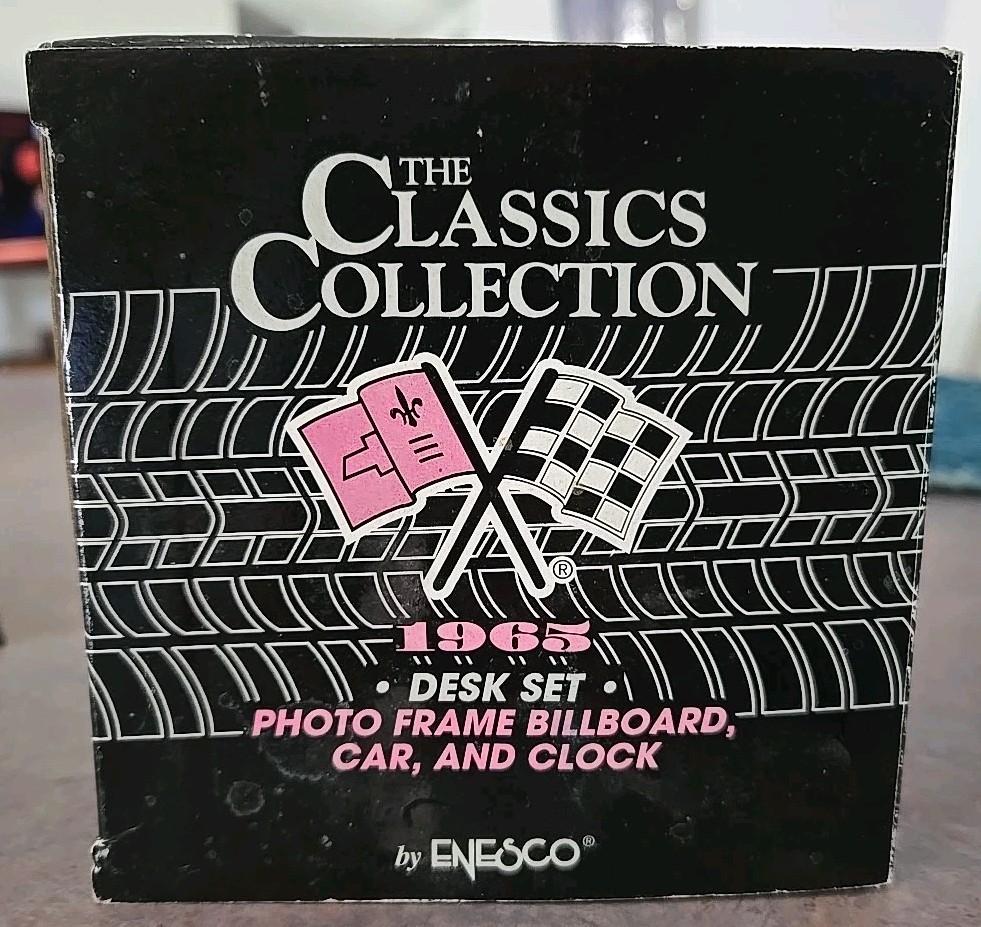 THE
CLASSICS
COLLECTION
®
1965
• DESK SET •
PHOTO FRAME BILLBOARD,
CAR, AND CLOCK
by ENESCO®